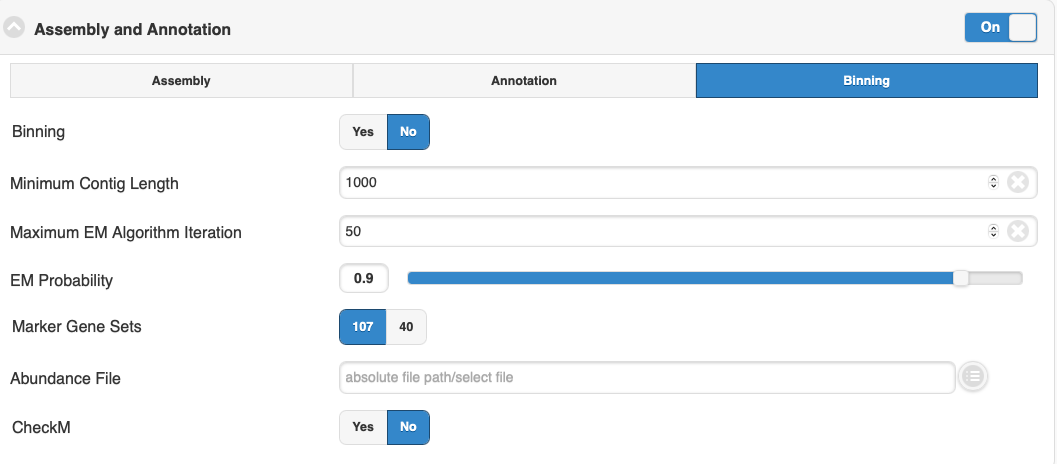 Assembly and Annotation On
Assembly Annotation Binning
Binning Yes No
Minimum Contig Length 1000
Maximum EM Algorithm Iteration 50
EM Probability 0.9
Marker Gene Sets 107 40
Abundance File absolute file path/select file
CheckM Yes No